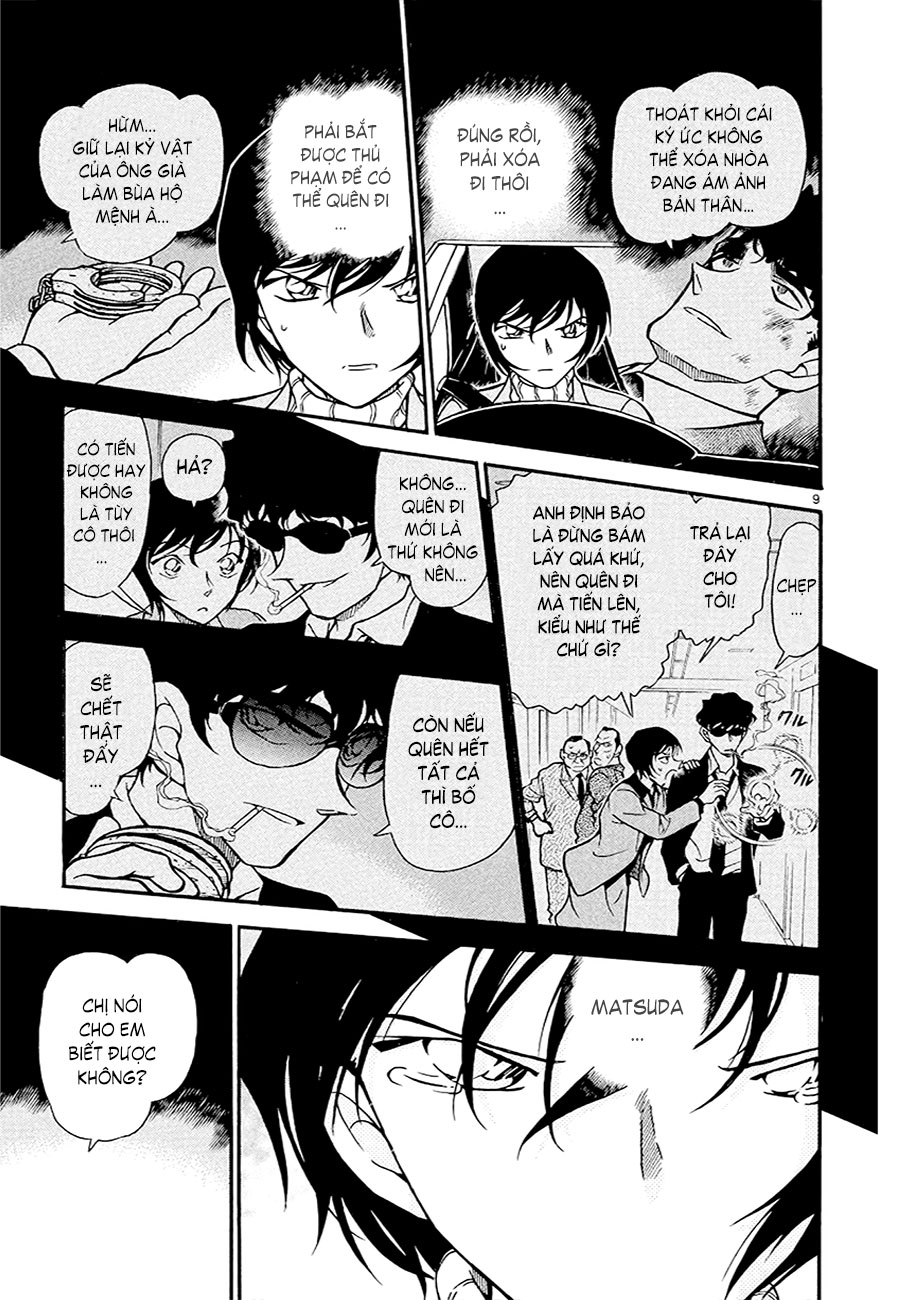 THOÁT KHỎI CÁI
KÝ ỨC KHÔNG
THỂ XÓA NHÒA
ĐANG ÁM ẢNH
BẢN THÂN...
ĐÚNG RỒI,
PHẢI XÓA
ĐI THÔI
...
PHẢI BẮT
ĐƯỢC THỦ
PHẠM ĐỂ CÓ
THỂ QUÊN ĐI
...
HỪM...
GIỮ LẠI KỶ VẬT
CỦA ÔNG GIÀ
LÀM BÙA HỘ
MỆNH À...
9
CHẸP
...
TRẢ LẠI
ĐÂY
CHO
TÔI!
ANH ĐỊNH BẢO
LÀ ĐỪNG BÁM
LẤY QUÁ KHỨ,
NÊN QUÊN ĐI
MÀ TIẾN LÊN,
KIỂU NHƯ THẾ
CHỨ GÌ?
クル
クル
KHÔNG...
QUÊN ĐI
MỚI LÀ
THỨ KHÔNG
NÊN...
HẢ?
CÓ TIẾN
ĐƯỢC HAY
KHÔNG
LÀ TÙY
CÔ THÔI
...
CÒN NẾU
QUÊN HẾT
TẤT CẢ
THÌ BỐ
CÔ...
SẼ
CHẾT
THẬT
ĐẤY
...
MATSUDA
...
CHỊ NÓI
CHO EM
BIẾT ĐƯỢC
KHÔNG?